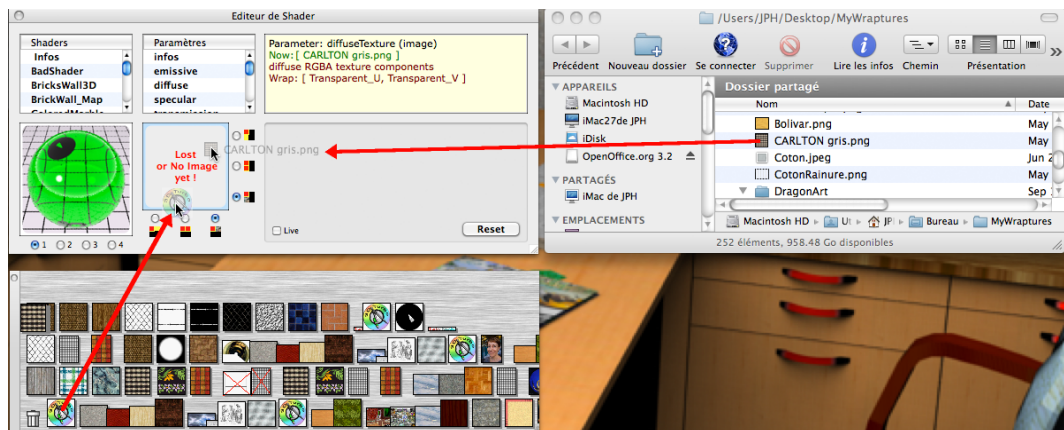 Editeur de Shader
Shaders
Infos
BadShader
BricksWall3D
BrickWall_Map
ColoredMarble
Paramètres
infos
emissive
diffuse
specular
transmission
Parameter: diffuseTexture (image)
Now: [ CARLTON gris.png ]
diffuse RGBA texture components
Wrap: [ Transparent_U, Transparent_V ]
Lost
or No Image
yet !
CARLTON gris.png
1 2 3 4
Live
Reset
/Users/JPH/Desktop/MyWraptures
Précédent Nouveau dossier Se connecter Supprimer Lire les infos Chemin Présentation
APPAREILS
Macintosh HD
iMac27de JPH
iDisk
OpenOffice.org 3.2
PARTAGÉS
iMac de JPH
EMPLACEMENTS
Dossier partagé
Nom Date
Bolivar.png May
CARLTON gris.png May
Coton.jpeg Jun 2
CotonRainure.png May
DragonArt Sep
Macintosh HD Ut JPH Bureau MyWraptures
252 éléments, 958.48 Go disponibles